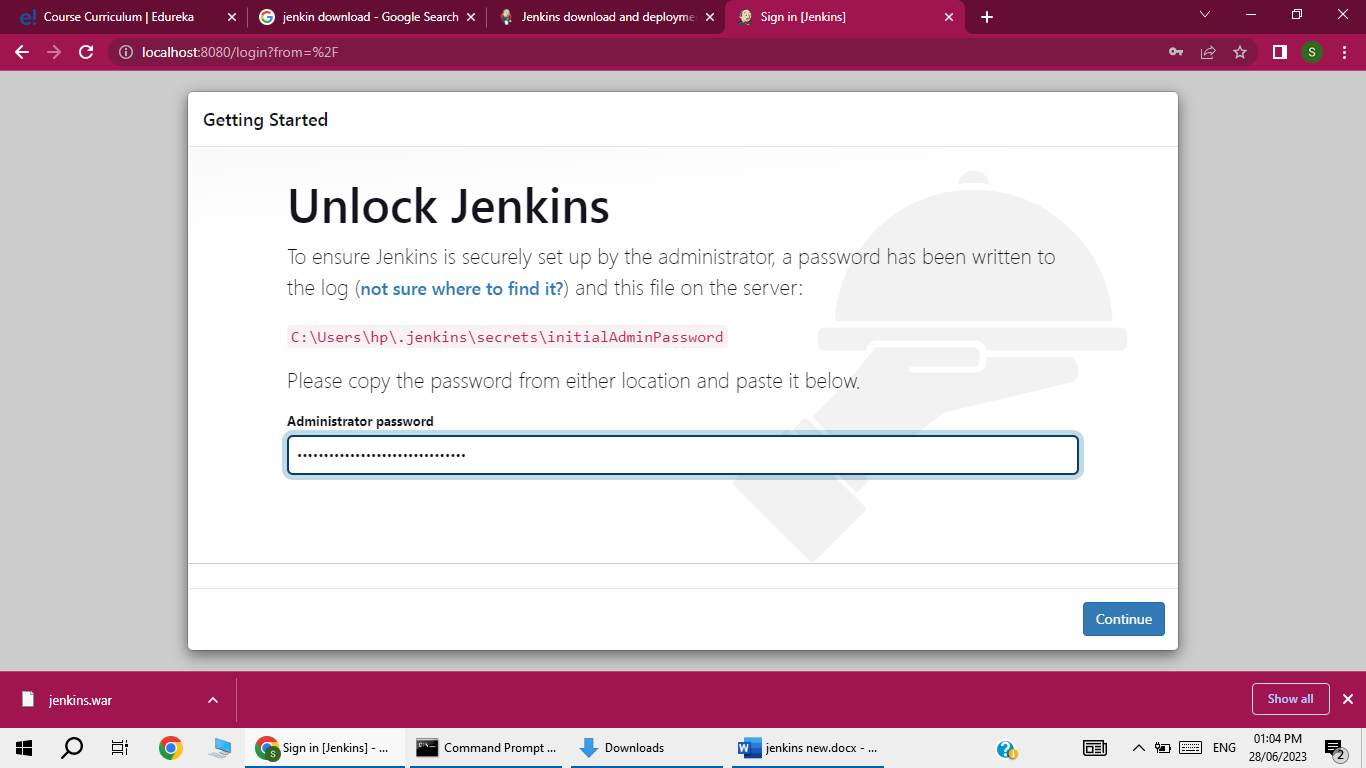 e! Course Curriculum | Edureka
jenkin download - Google Search
Jenkins download and deployme
Sign in [Jenkins]
localhost:8080/login?from=%2F
S
Getting Started
Unlock Jenkins
To ensure Jenkins is securely set up by the administrator, a password has been written to
the log (not sure where to find it?) and this file on the server:
C:\Users\hp\.jenkins\secrets\initialAdminPassword
Please copy the password from either location and paste it below.
Administrator password
Continue
jenkins.war
Show all
Sign in [Jenkins] - ...
Command Prompt ...
Downloads
jenkins new.docx - ...
ENG
01:04 PM
28/06/2023
2